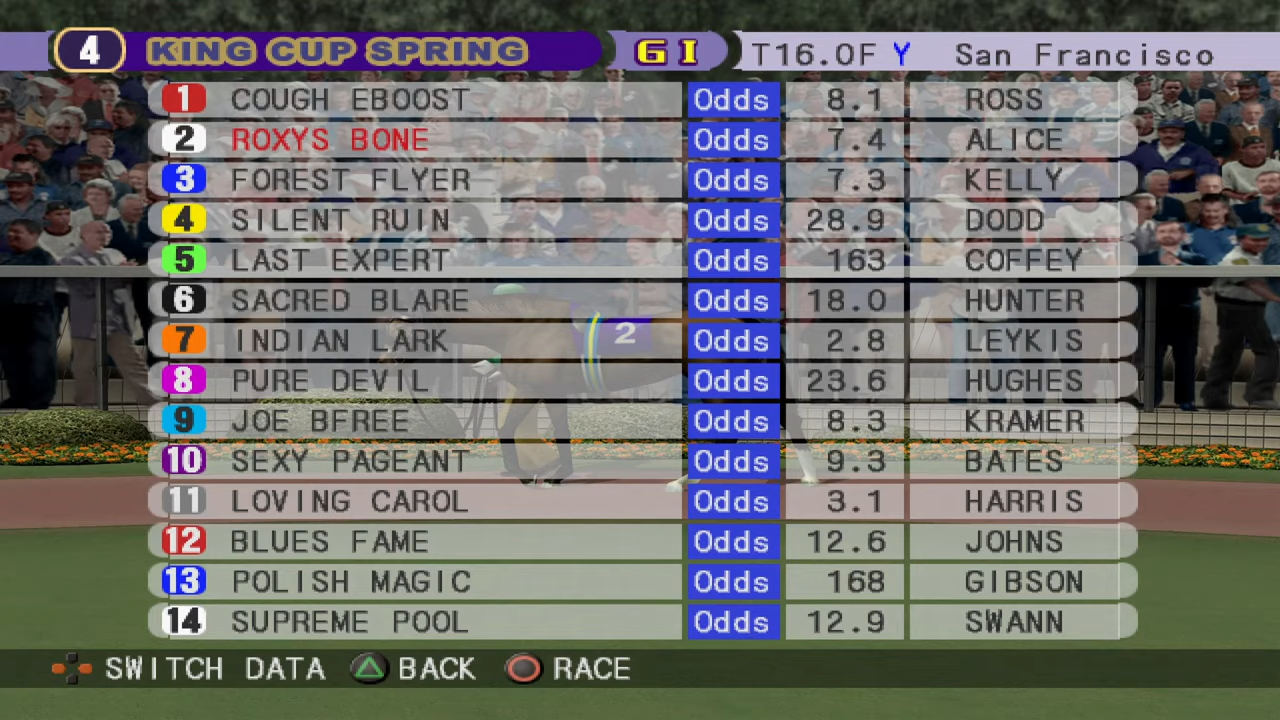 4 KING CUP SPRING G I T16.0F Y San Francisco
1 COUGH EBOOST Odds 8.1 ROSS
2 ROXYS BONE Odds 7.4 ALICE
3 FOREST FLYER Odds 7.3 KELLY
4 SILENT RUIN Odds 28.9 DODD
5 LAST EXPERT Odds 163 COFFEY
6 SACRED BLARE Odds 18.0 HUNTER
7 INDIAN LARK Odds 2.8 LEYKIS
8 PURE DEVIL Odds 23.6 HUGHES
9 JOE BFREE Odds 8.3 KRAMER
10 SEXY PAGEANT Odds 9.3 BATES
11 LOVING CAROL Odds 3.1 HARRIS
12 BLUES FAME Odds 12.6 JOHNS
13 POLISH MAGIC Odds 168 GIBSON
14 SUPREME POOL Odds 12.9 SWANN
2
SWITCH DATA BACK RACE